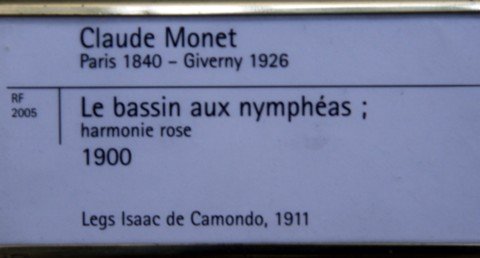 Claude Monet
Paris 1840 – Giverny 1926
RF
2005
Le bassin aux nymphéas ;
harmonie rose
1900
Legs Isaac de Camondo, 1911